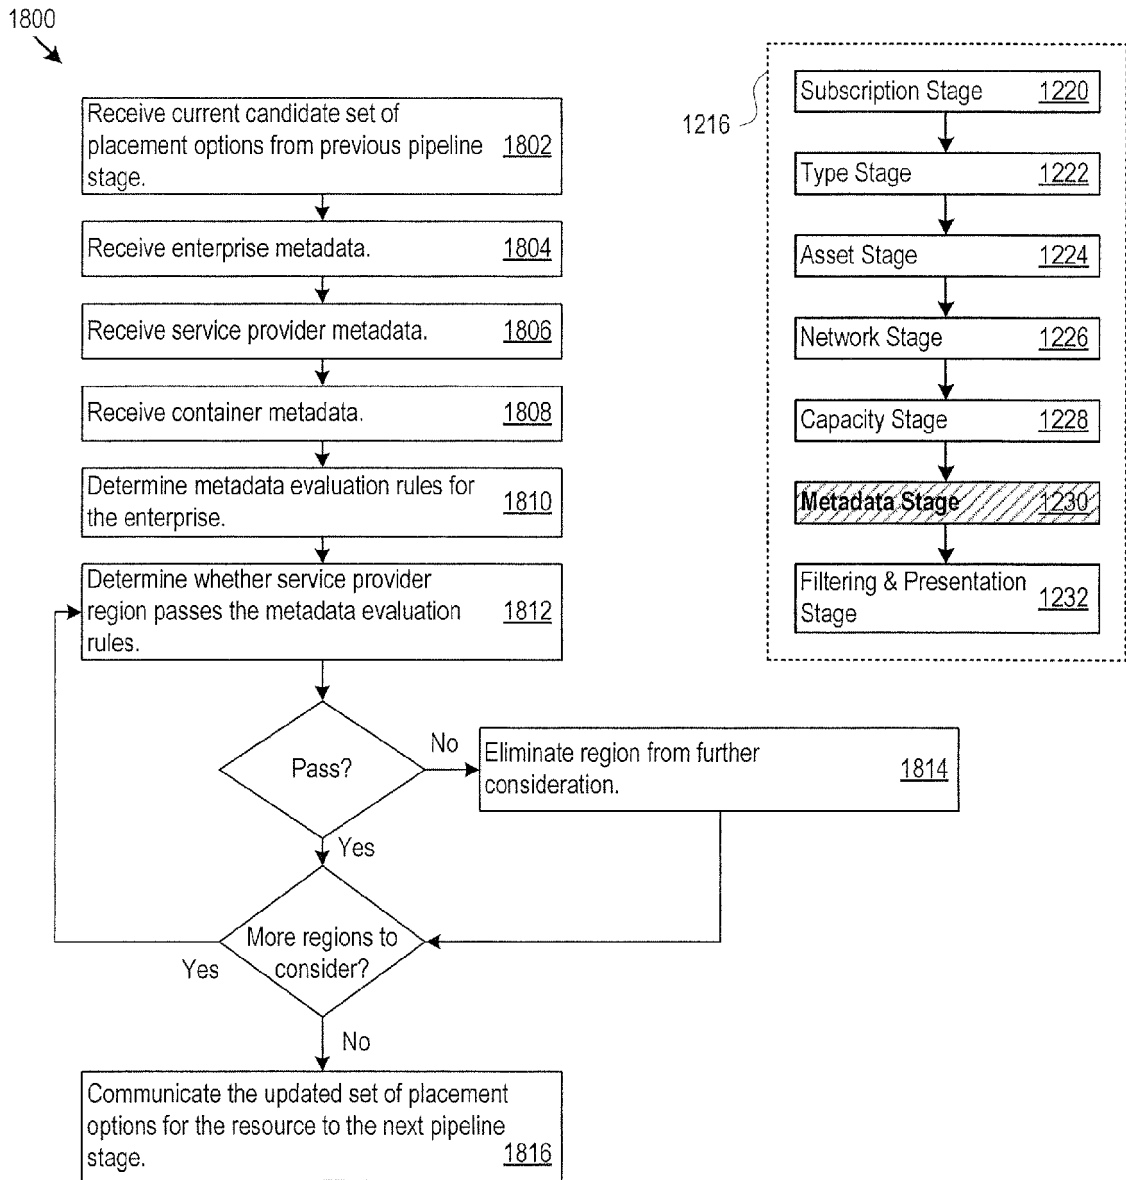 1800
Receive current candidate set of
placement options from previous pipeline
stage.
1802
Receive enterprise metadata. 1804
Receive service provider metadata. 1806
Receive container metadata. 1808
Determine metadata evaluation rules for
the enterprise.
1810
Determine whether service provider
region passes the metadata evaluation
rules.
1812
Pass?
No
Eliminate region from further
consideration.
1814
Yes
More regions to
consider?
Yes
No
Communicate the updated set of placement
options for the resource to the next pipeline
stage.
1816
1216
Subscription Stage 1220
Type Stage 1222
Asset Stage 1224
Network Stage 1226
Capacity Stage 1228
Metadata Stage 1230
Filtering & Presentation
Stage
1232